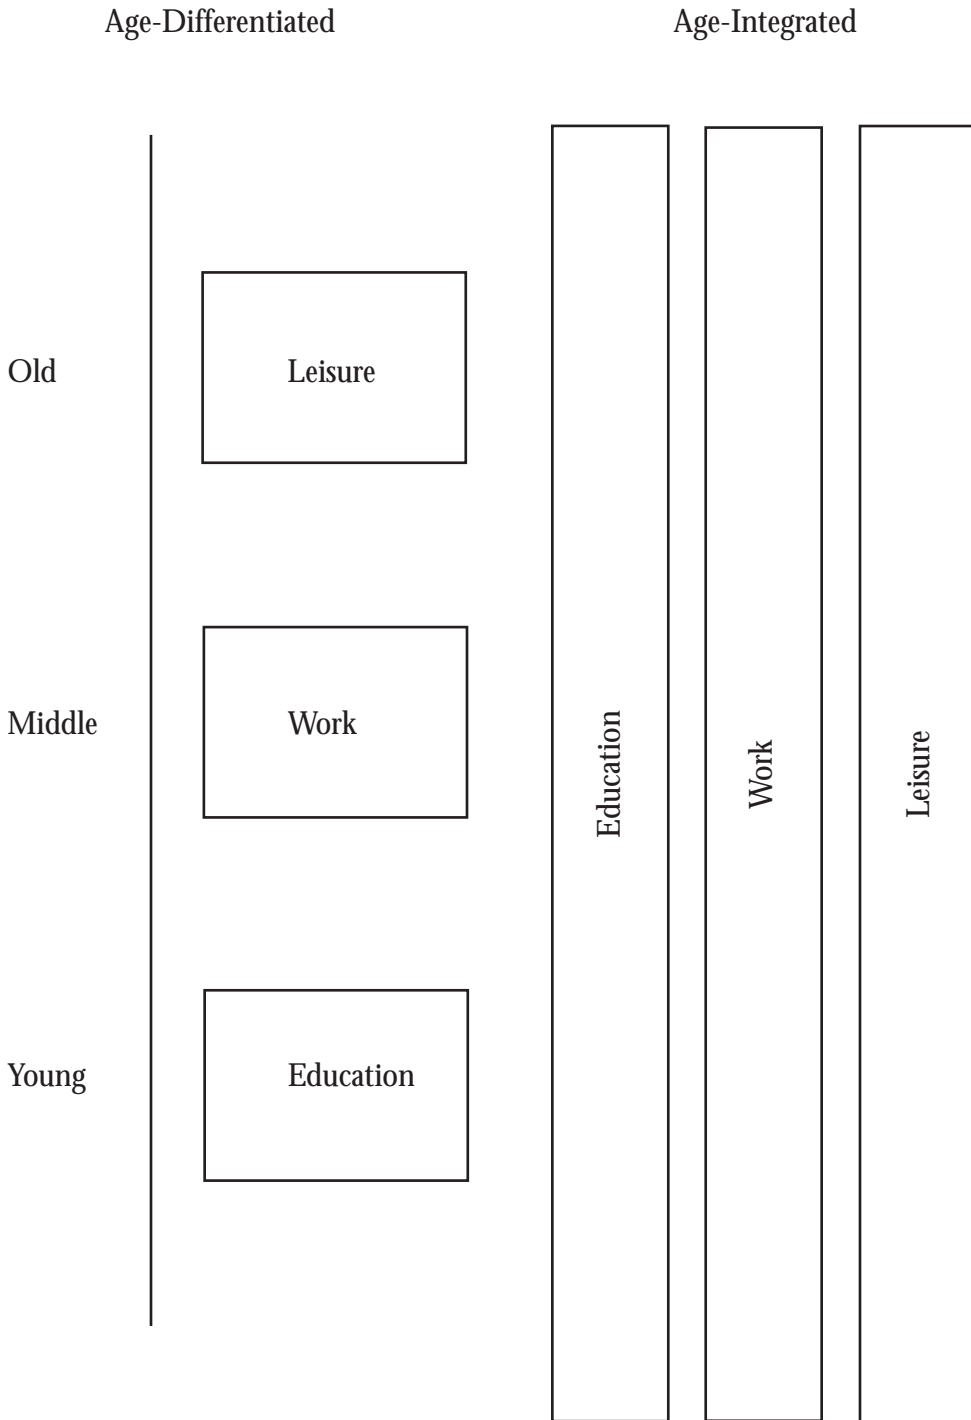 Age-Differentiated
Age-Integrated
Old
Leisure
Middle
Work
Young
Education
Education
Work
Leisure